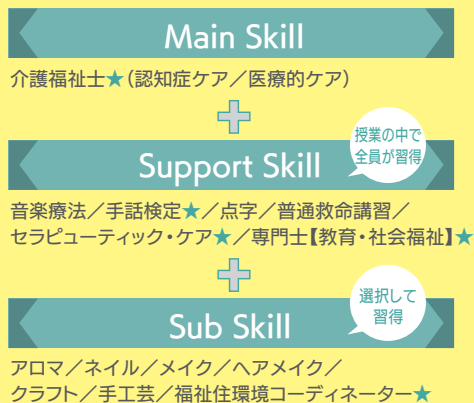 Main Skill
介護福祉士★(認知症ケア／医療的ケア)
授業の中で
全員が習得
Support Skill
音楽療法／手話検定★／点字／普通救命講習／
セラピューティック・ケア★／専門士【教育・社会福祉】★
選択して
習得
Sub Skill
アロマ／ネイル／メイク／ヘアメイク／
クラフト／手工芸／福祉住環境コーディネーター★